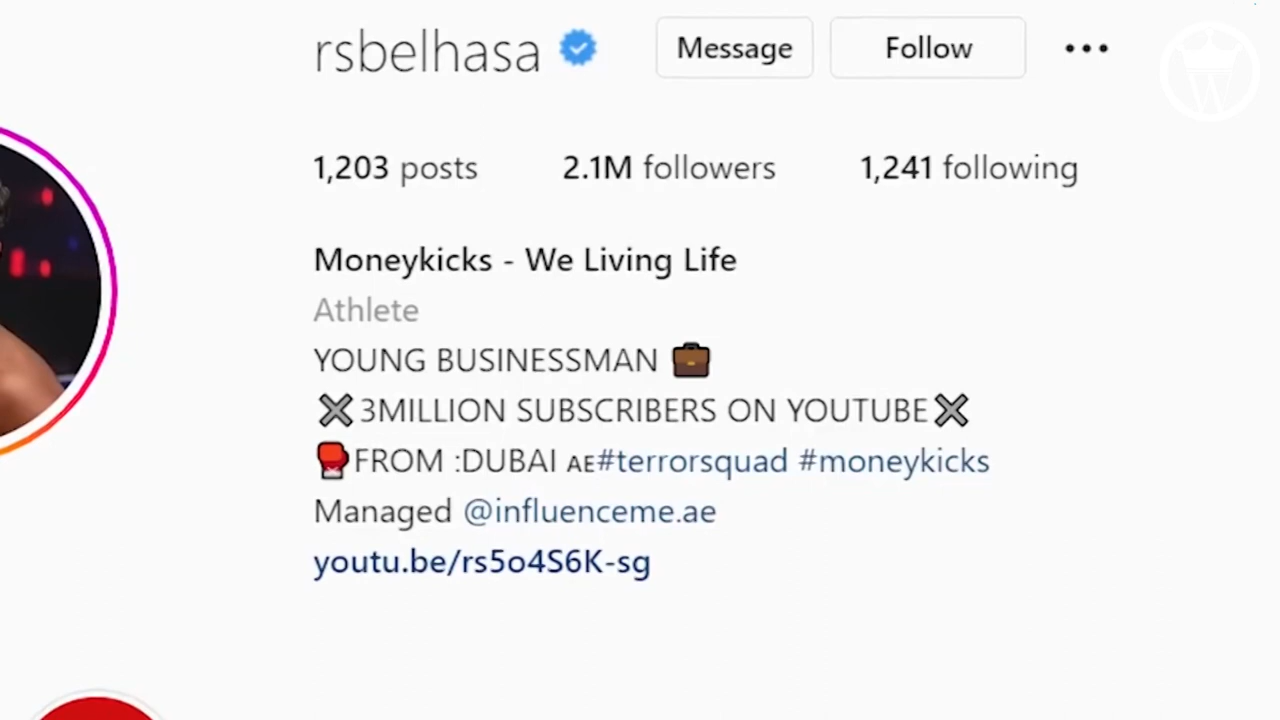 rsbelhasa Message Follow
1,203 posts 2.1M followers 1,241 following
Moneykicks - We Living Life
Athlete
YOUNG BUSINESSMAN 💼
✖3MILLION SUBSCRIBERS ON YOUTUBE✖
🥊FROM :DUBAI AE#terrorsquad #moneykicks
Managed @influenceme.ae
youtu.be/rs5o4S6K-sg
W